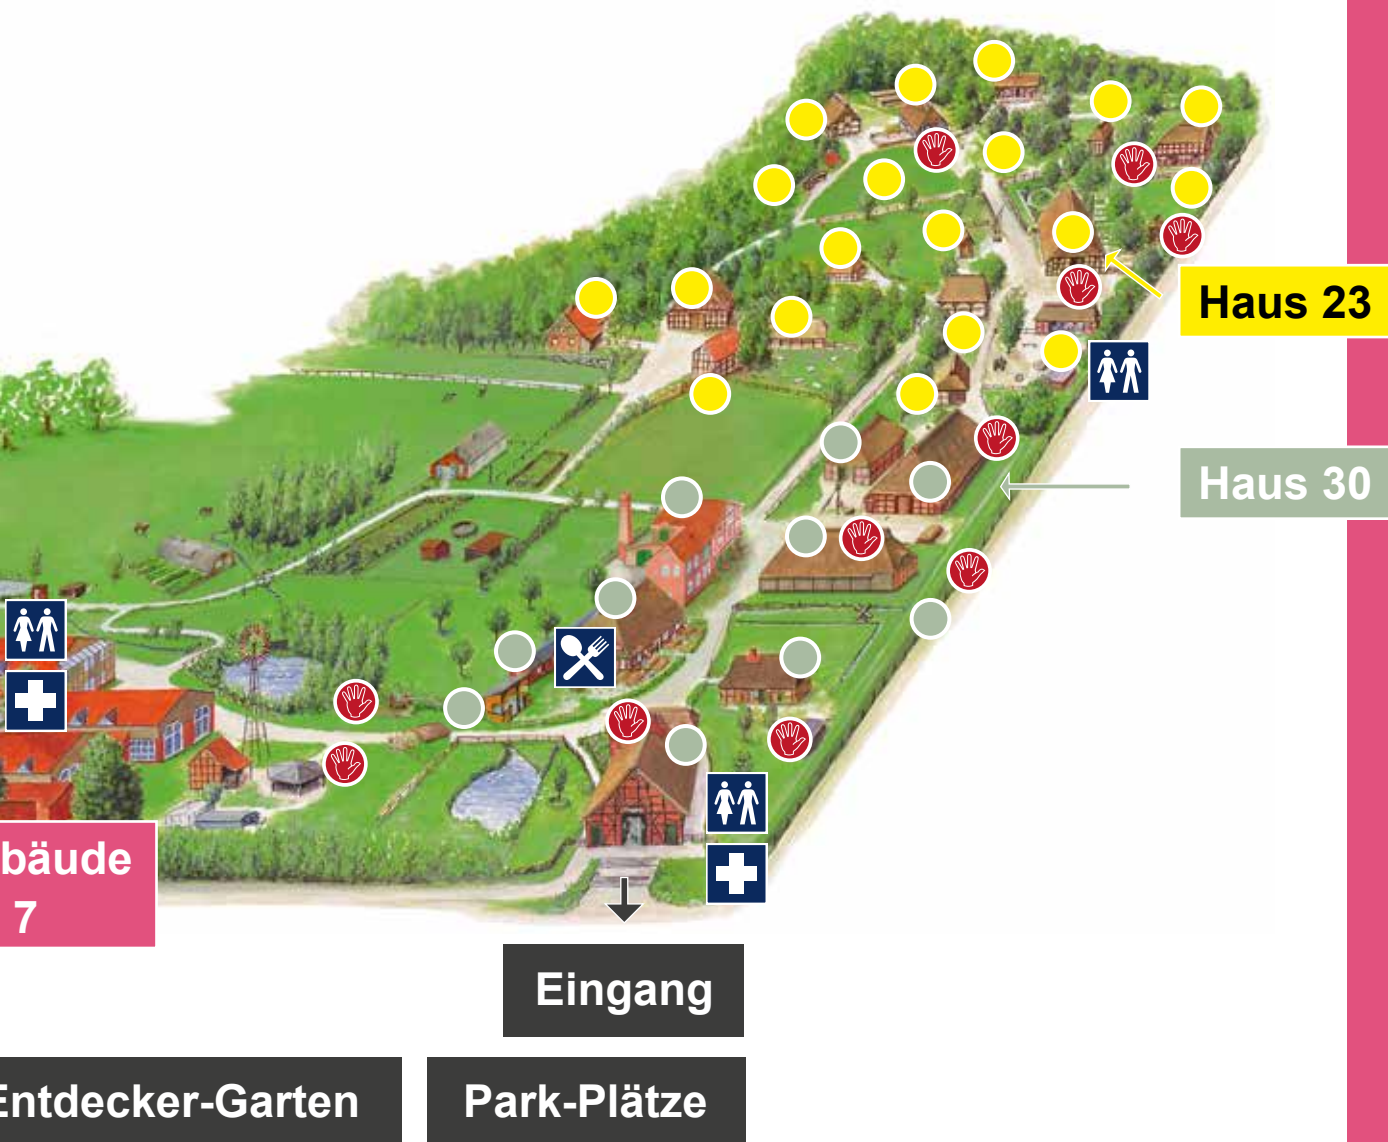 Haus 23
Haus 30
bäude
7
Eingang
Entdecker-Garten
Park-Plätze